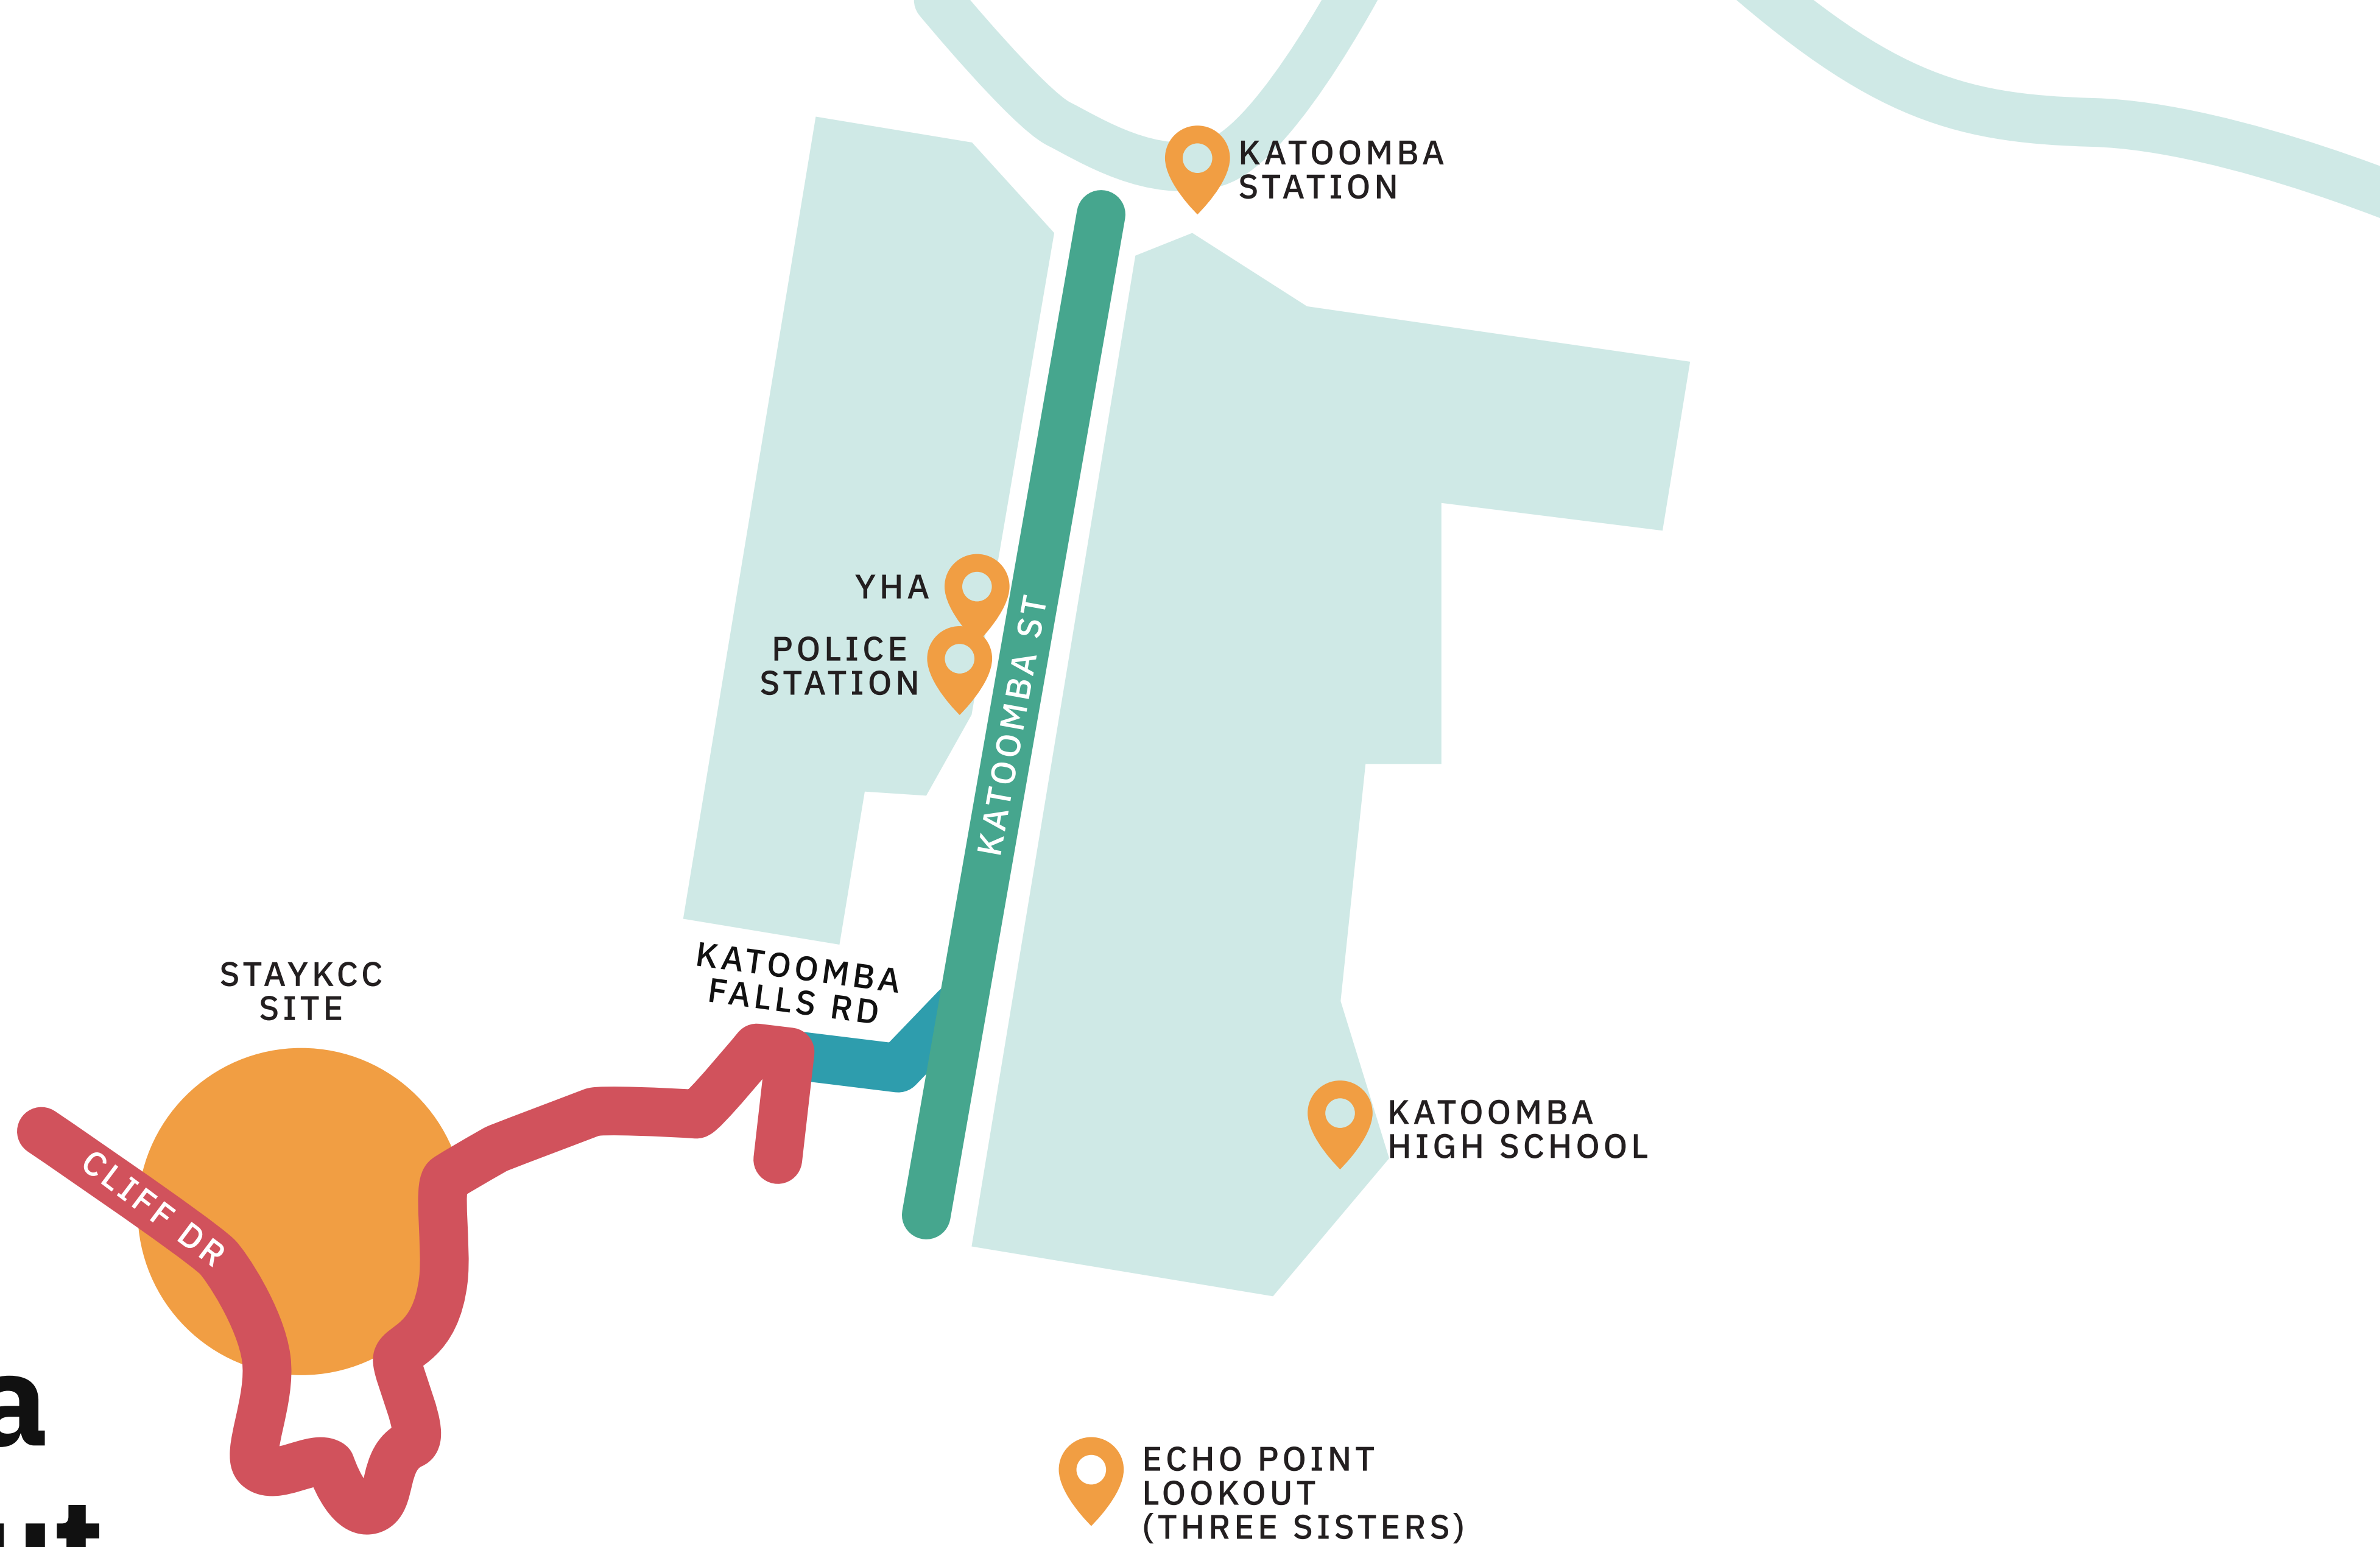 KATOOMBA
STATION
YHA
POLICE
STATION
KATOOMBA ST
KATOOMBA
FALLS RD
STAYKCC
SITE
CLIFF DR
KATOOMBA
HIGH SCHOOL
ECHO POINT
LOOKOUT
(THREE SISTERS)
a